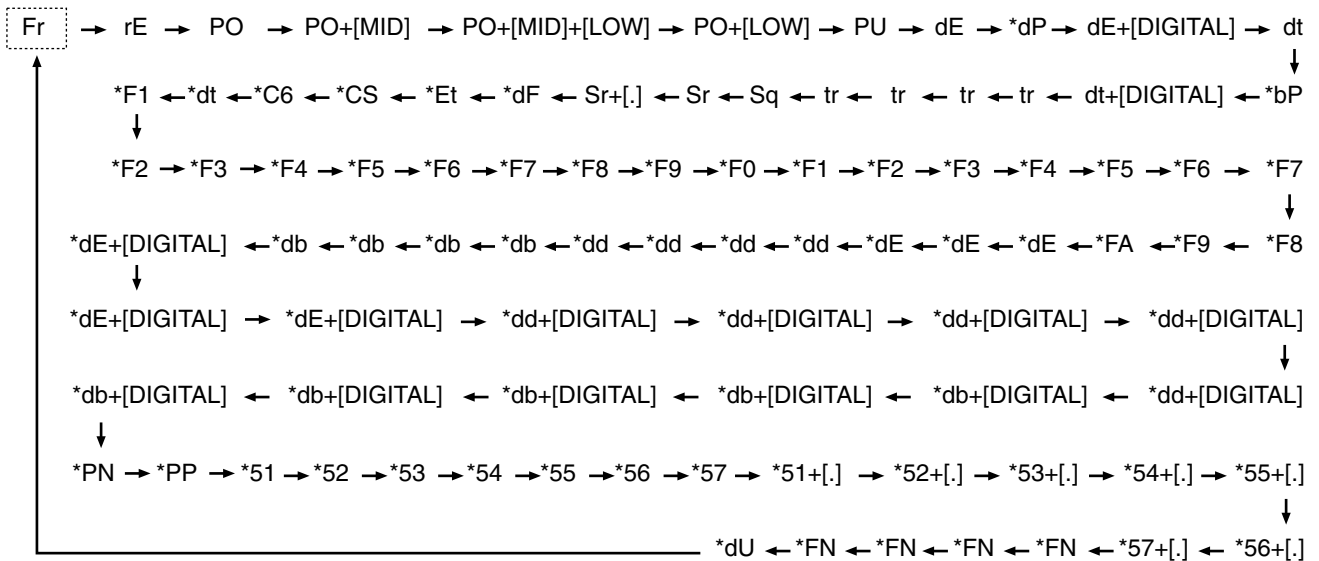 Fr → rE → PO → PO+[MID] → PO+[MID]+[LOW] → PO+[LOW] → PU → dE → *dP → dE+[DIGITAL] → dt
*F1 ← *dt ← *C6 ← *CS ← *Et ← *dF ← Sr+[.] ← Sr ← Sq ← tr ← tr ← tr ← tr ← dt+[DIGITAL] ← *bP
*F2 → *F3 → *F4 → *F5 → *F6 → *F7 → *F8 → *F9 → *F0 → *F1 → *F2 → *F3 → *F4 → *F5 → *F6 → *F7
*dE+[DIGITAL] ← *db ← *db ← *db ← *db ← *dd ← *dd ← *dd ← *dd ← *dE ← *dE ← *dE ← *FA ← *F9 ← *F8
*dE+[DIGITAL] → *dE+[DIGITAL] → *dd+[DIGITAL] → *dd+[DIGITAL] → *dd+[DIGITAL] → *dd+[DIGITAL]
*db+[DIGITAL] ← *db+[DIGITAL] ← *db+[DIGITAL] ← *db+[DIGITAL] ← *db+[DIGITAL] ← *dd+[DIGITAL]
*PN → *PP → *51 → *52 → *53 → *54 → *55 → *56 → *57 → *51+[.] → *52+[.] → *53+[.] → *54+[.] → *55+[.]
*dU ← *FN ← *FN ← *FN ← *FN ← *57+[.] ← *56+[.]